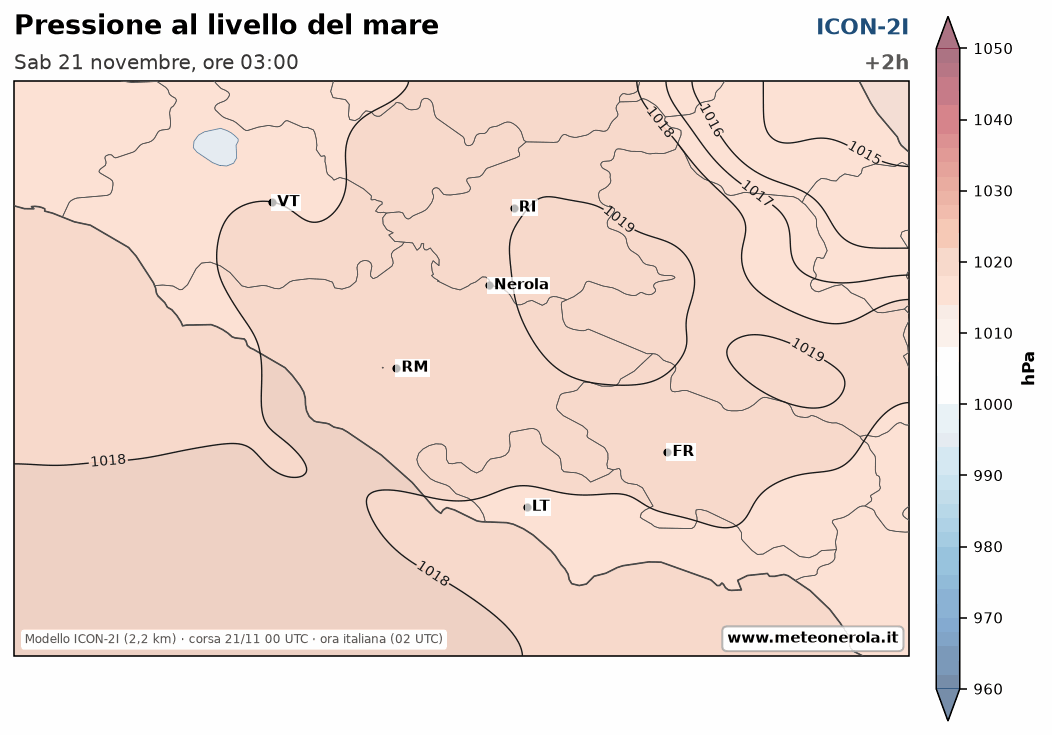 Pressione al livello del mare
ICON-2I
Sab 21 novembre, ore 03:00
+2h
1018
1016
1015
1017
VT
RI
1019
Nerola
1019
RM
1018
FR
LT
1018
Modello ICON-2I (2,2 km) · corsa 21/11 00 UTC · ora italiana (02 UTC)
www.meteonerola.it
1050
1040
1030
1020
1010
1000
990
980
970
960
hPa